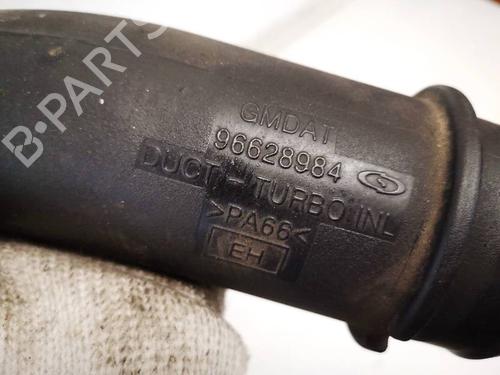 GMDAT
96628984
DUCT-TURBO INL
>PA66<
EH
B-PARTS